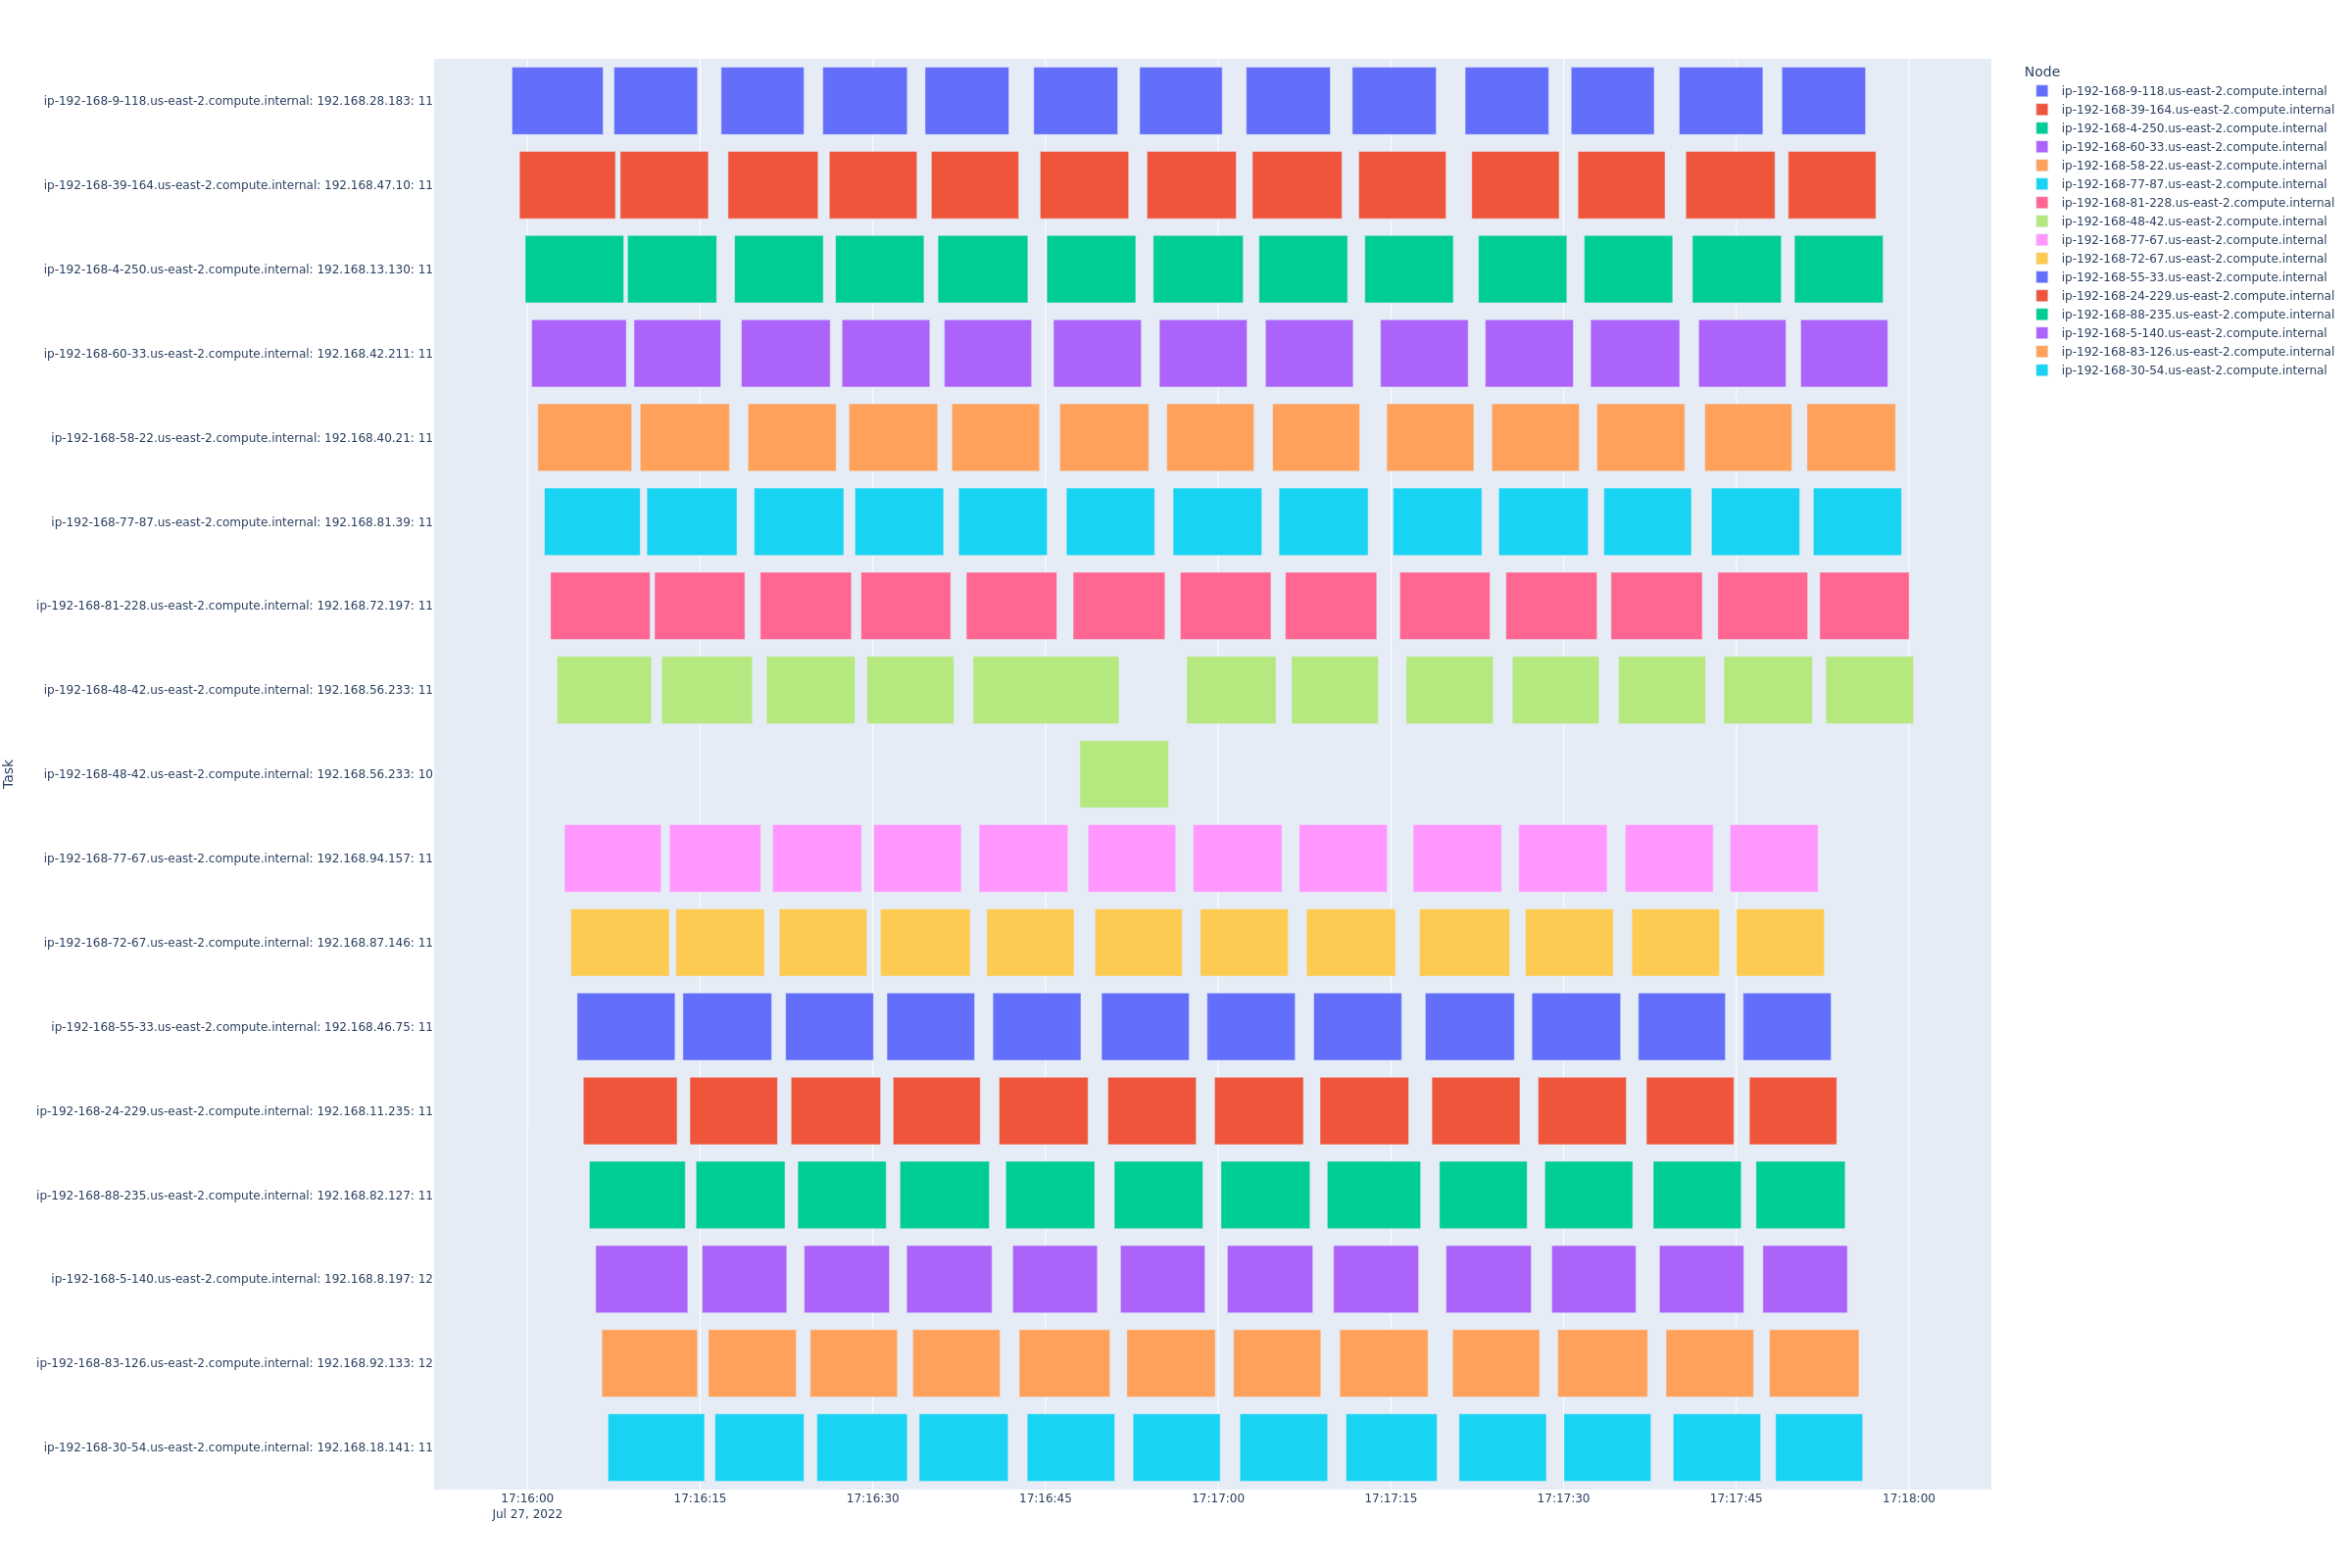 ip-192-168-9-118.us-east-2.compute.internal: 192.168.28.183: 11
ip-192-168-39-164.us-east-2.compute.internal: 192.168.47.10: 11
ip-192-168-4-250.us-east-2.compute.internal: 192.168.13.130: 11
ip-192-168-60-33.us-east-2.compute.internal: 192.168.42.211: 11
ip-192-168-58-22.us-east-2.compute.internal: 192.168.40.21: 11
ip-192-168-77-87.us-east-2.compute.internal: 192.168.81.39: 11
ip-192-168-81-228.us-east-2.compute.internal: 192.168.72.197: 11
ip-192-168-48-42.us-east-2.compute.internal: 192.168.56.233: 11
ip-192-168-48-42.us-east-2.compute.internal: 192.168.56.233: 10
ip-192-168-77-67.us-east-2.compute.internal: 192.168.94.157: 11
ip-192-168-72-67.us-east-2.compute.internal: 192.168.87.146: 11
ip-192-168-55-33.us-east-2.compute.internal: 192.168.46.75: 11
ip-192-168-24-229.us-east-2.compute.internal: 192.168.11.235: 11
ip-192-168-88-235.us-east-2.compute.internal: 192.168.82.127: 11
ip-192-168-5-140.us-east-2.compute.internal: 192.168.8.197: 12
ip-192-168-83-126.us-east-2.compute.internal: 192.168.92.133: 12
ip-192-168-30-54.us-east-2.compute.internal: 192.168.18.141: 11
Task
17:16:00 17:16:15 17:16:30 17:16:45 17:17:00 17:17:15 17:17:30 17:17:45 17:18:00
Jul 27, 2022
Node
ip-192-168-9-118.us-east-2.compute.internal
ip-192-168-39-164.us-east-2.compute.internal
ip-192-168-4-250.us-east-2.compute.internal
ip-192-168-60-33.us-east-2.compute.internal
ip-192-168-58-22.us-east-2.compute.internal
ip-192-168-77-87.us-east-2.compute.internal
ip-192-168-81-228.us-east-2.compute.internal
ip-192-168-48-42.us-east-2.compute.internal
ip-192-168-77-67.us-east-2.compute.internal
ip-192-168-72-67.us-east-2.compute.internal
ip-192-168-55-33.us-east-2.compute.internal
ip-192-168-24-229.us-east-2.compute.internal
ip-192-168-88-235.us-east-2.compute.internal
ip-192-168-5-140.us-east-2.compute.internal
ip-192-168-83-126.us-east-2.compute.internal
ip-192-168-30-54.us-east-2.compute.internal